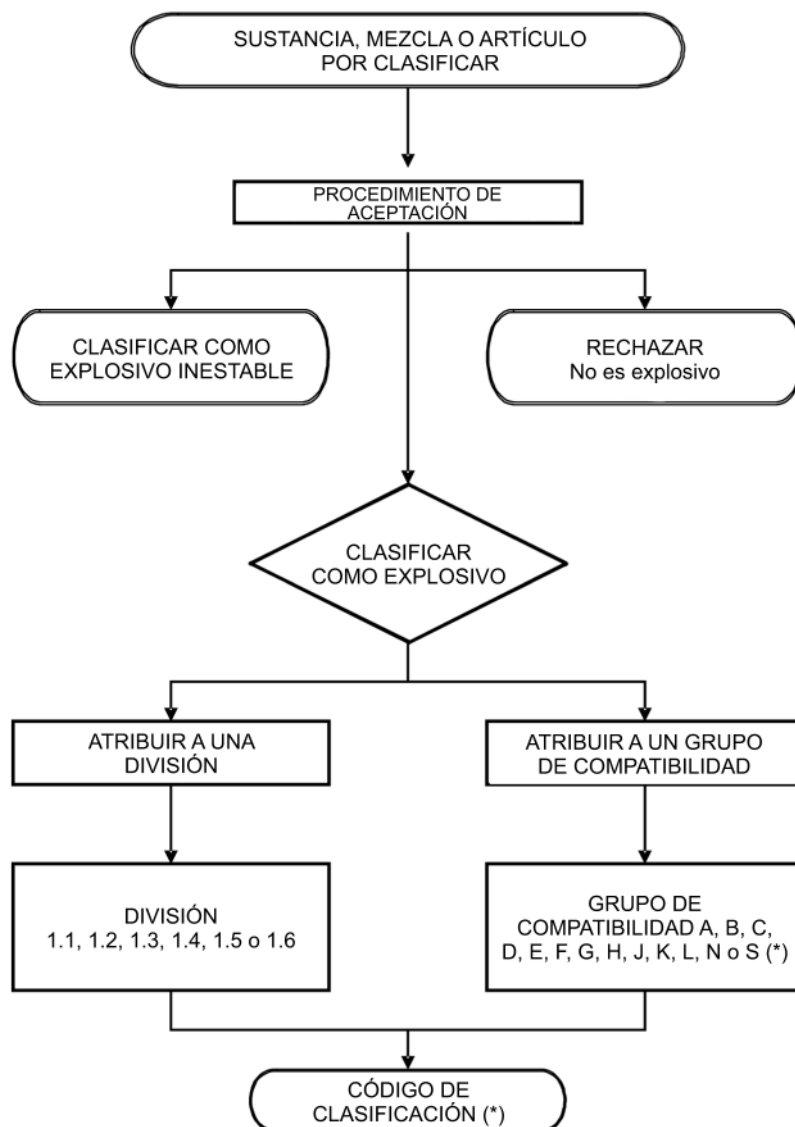 SUSTANCIA, MEZCLA O ARTÍCULO
POR CLASIFICAR
PROCEDIMIENTO DE
ACEPTACIÓN
CLASIFICAR COMO
EXPLOSIVO INESTABLE
RECHAZAR
No es explosivo
CLASIFICAR
COMO EXPLOSIVO
ATRIBUIR A UNA
DIVISIÓN
ATRIBUIR A UN GRUPO
DE COMPATIBILIDAD
DIVISIÓN
1.1, 1.2, 1.3, 1.4, 1.5 o 1.6
GRUPO DE
COMPATIBILIDAD A, B, C,
D, E, F, G, H, J, K, L, N o S (*)
CÓDIGO DE
CLASIFICACIÓN (*)